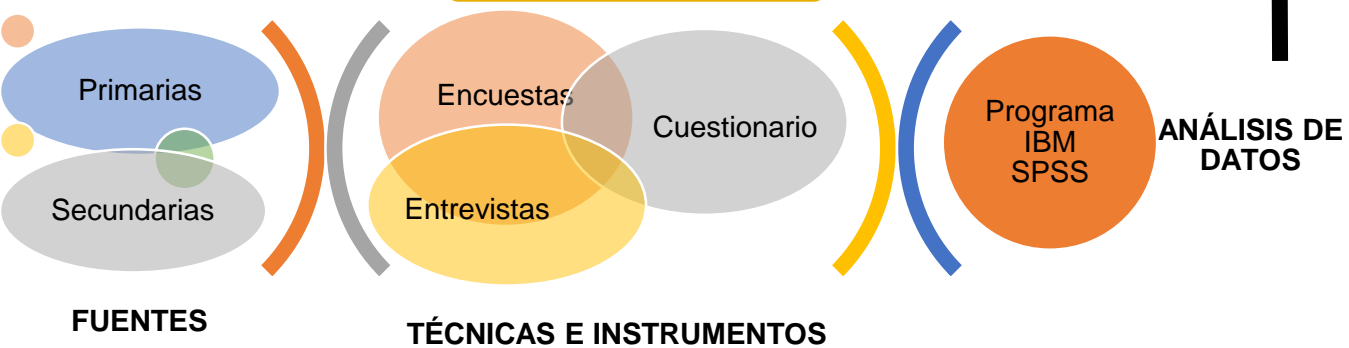 Primarias
Secundarias
FUENTES
Encuestas
Cuestionario
Entrevistas
TÉCNICAS E INSTRUMENTOS
Programa
IBM
SPSS
ANÁLISIS DE
DATOS